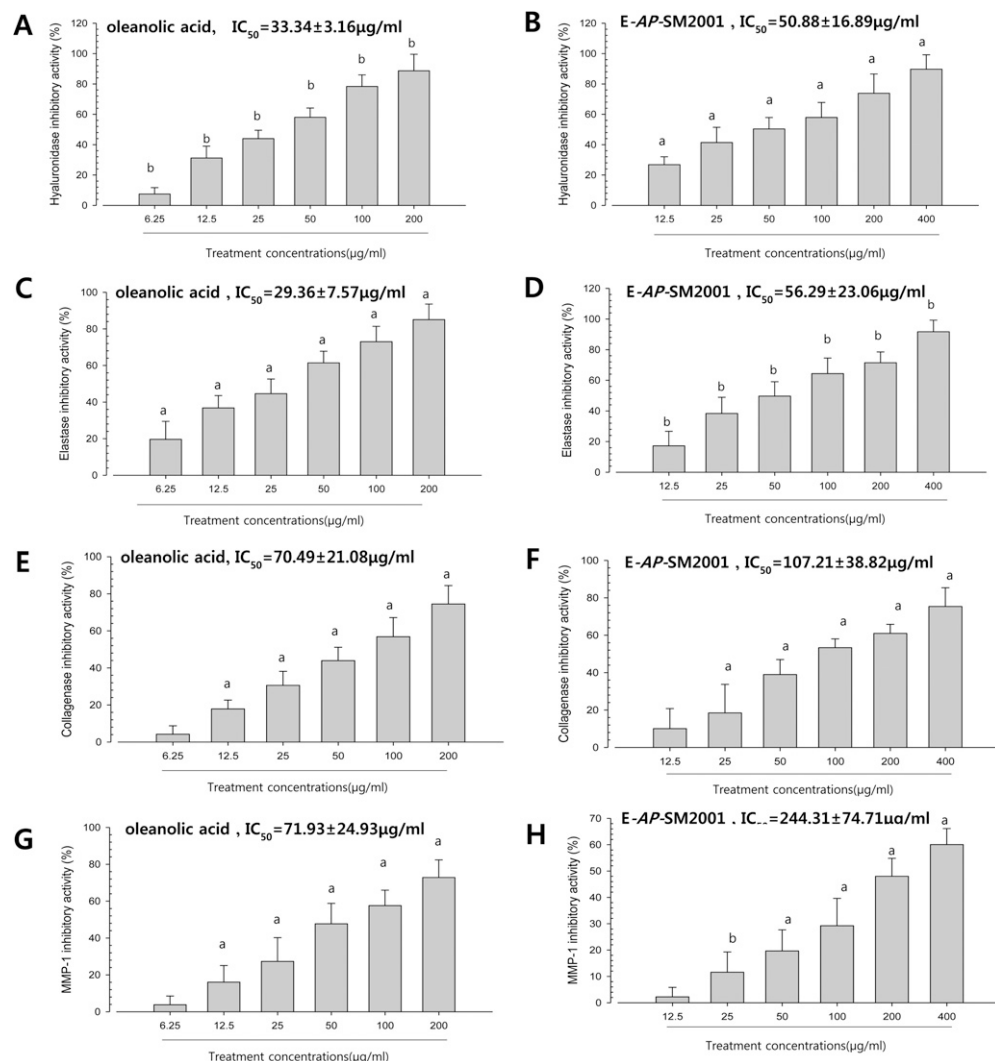 A
oleanolic acid, IC50=33.34±3.16µg/ml
Hyaluronidase inhibitory activity (%)
120
100
80
60
40
20
0
b
b
b
b
b
b
6.25 12.5 25 50 100 200
Treatment concentrations(µg/ml)
B
E-AP-SM2001 , IC50=50.88±16.89µg/ml
Hyaluronidase inhibitory activity (%)
120
100
80
60
40
20
0
a
a
a
a
a
a
12.5 25 50 100 200 400
Treatment concentrations(µg/ml)
C
oleanolic acid , IC50=29.36±7.57µg/ml
Elastase inhibitory activity (%)
100
80
60
40
20
0
a
a
a
a
a
a
6.25 12.5 25 50 100 200
Treatment concentrations(µg/ml)
D
E-AP-SM2001 , IC50=56.29±23.06µg/ml
Elastase inhibitory activity (%)
120
100
80
60
40
20
0
b
b
b
b
b
b
12.5 25 50 100 200 400
Treatment concentrations(µg/ml)
E
oleanolic acid, IC50=70.49±21.08µg/ml
Collagenase inhibitory activity (%)
100
80
60
40
20
0
a
a
a
a
a
6.25 12.5 25 50 100 200
Treatment concentrations(µg/ml)
F
E-AP-SM2001 , IC50=107.21±38.82µg/ml
Collagenase inhibitory activity (%)
100
80
60
40
20
0
a
a
a
a
a
12.5 25 50 100 200 400
Treatment concentrations(µg/ml)
G
oleanolic acid , IC50=71.93±24.93µg/ml
MMP-1 inhibitory activity (%)
100
80
60
40
20
0
a
a
a
a
a
6.25 12.5 25 50 100 200
Treatment concentrations(µg/ml)
H
E-AP-SM2001 , IC =244.31±74.71µg/ml
MMP-1 inhibitory activity (%)
70
60
50
40
30
20
10
0
b
a
a
a
a
12.5 25 50 100 200 400
Treatment concentrations(µg/ml)